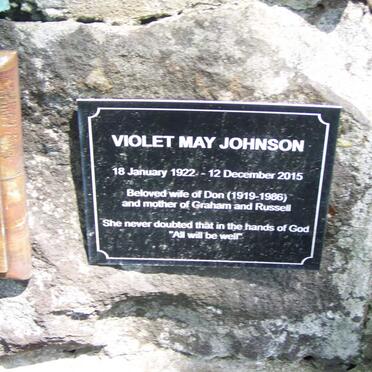 VIOLET MAY JOHNSON
18 January 1922 - 12 December 2015
Beloved wife of Don (1919-1986)
and mother of Graham and Russell
She never doubted that in the hands of God
"All will be well"